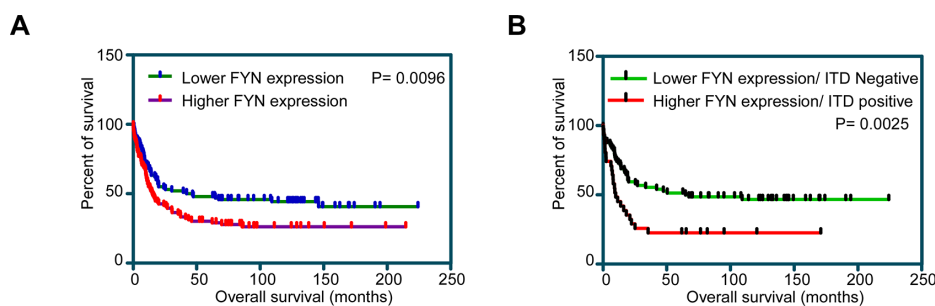 A
150
100
50
0
Percent of survival
Lower FYN expression
P= 0.0096
Higher FYN expression
0 50 100 150 200 250
Overall survival (months)
B
150
100
50
0
Percent of survival
Lower FYN expression/ ITD Negative
Higher FYN expression/ ITD positive
P= 0.0025
0 50 100 150 200 250
Overall survival (months)